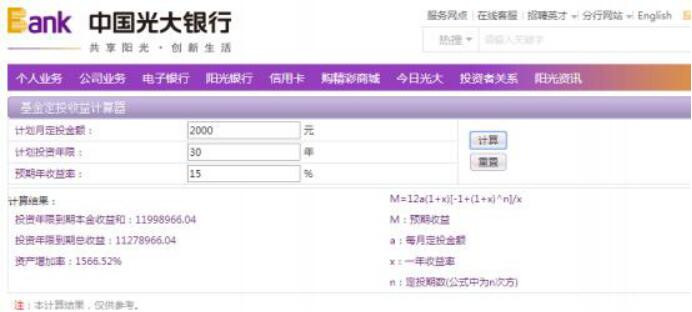 Bank 中国光大银行
共享阳光·创新生活
服务网点 | 在线客服 | 招聘英才 | 分行网站 | English
热搜 请输入关键字
个人业务 公司业务 电子银行 阳光银行 信用卡 购精彩商城 今日光大 投资者关系 阳光资讯
基金定投收益计算器
计划月定投金额： 2000 元
计划投资年限： 30 年
预期年收益率： 15 %
计算
重置
计算结果：
投资年限到期本金收益和：11998966.04
投资年限到期总收益：11278966.04
资产增加率：1566.52%
M=12a(1+x)[-1+(1+x)^n]/x
M：预期收益
a：每月定投金额
x：一年收益率
n：定投期数(公式中为n次方)
注：本计算结果，仅供参考。